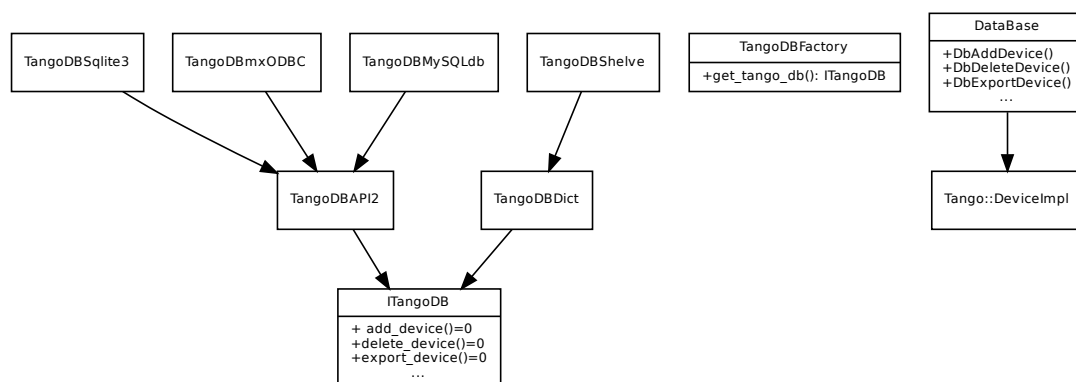 TangoDBSqlite3
TangoDBmxODBC
TangoDBMySQLdb
TangoDBShelve
TangoDBFactory
+get_tango_db(): ITangoDB
DataBase
+DbAddDevice()
+DbDeleteDevice()
+DbExportDevice()
...
TangoDBAPI2
TangoDBDict
Tango::DeviceImpl
ITangoDB
+ add_device()=0
+delete_device()=0
+export_device()=0
...